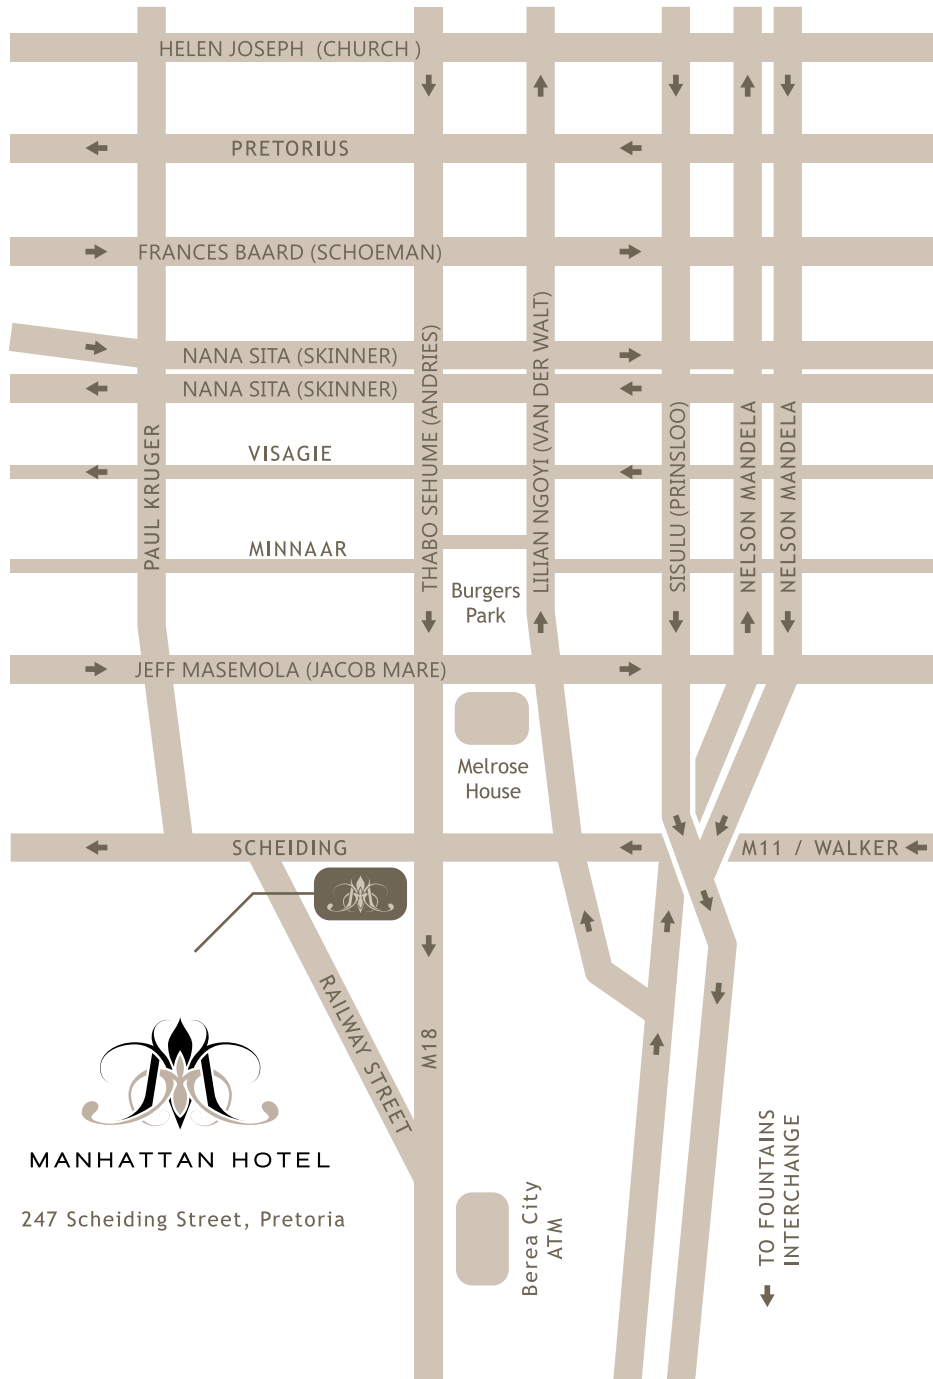 HELEN JOSEPH (CHURCH )
PRETORIUS
FRANCES BAARD (SCHOEMAN)
NANA SITA (SKINNER)
NANA SITA (SKINNER)
VISAGIE
MINNAAR
PAUL KRUGER
THABO SEHUME (ANDRIES)
LILIAN NGOYI (VAN DER WALT)
SISULU (PRINSLOO)
NELSON MANDELA
NELSON MANDELA
Burgers
Park
JEFF MASEMOLA (JACOB MARE)
Melrose
House
SCHEIDING
M11 / WALKER
RAILWAY STREET
M18
MANHATTAN HOTEL
247 Scheiding Street, Pretoria
Berea City
ATM
TO FOUNTAINS
INTERCHANGE